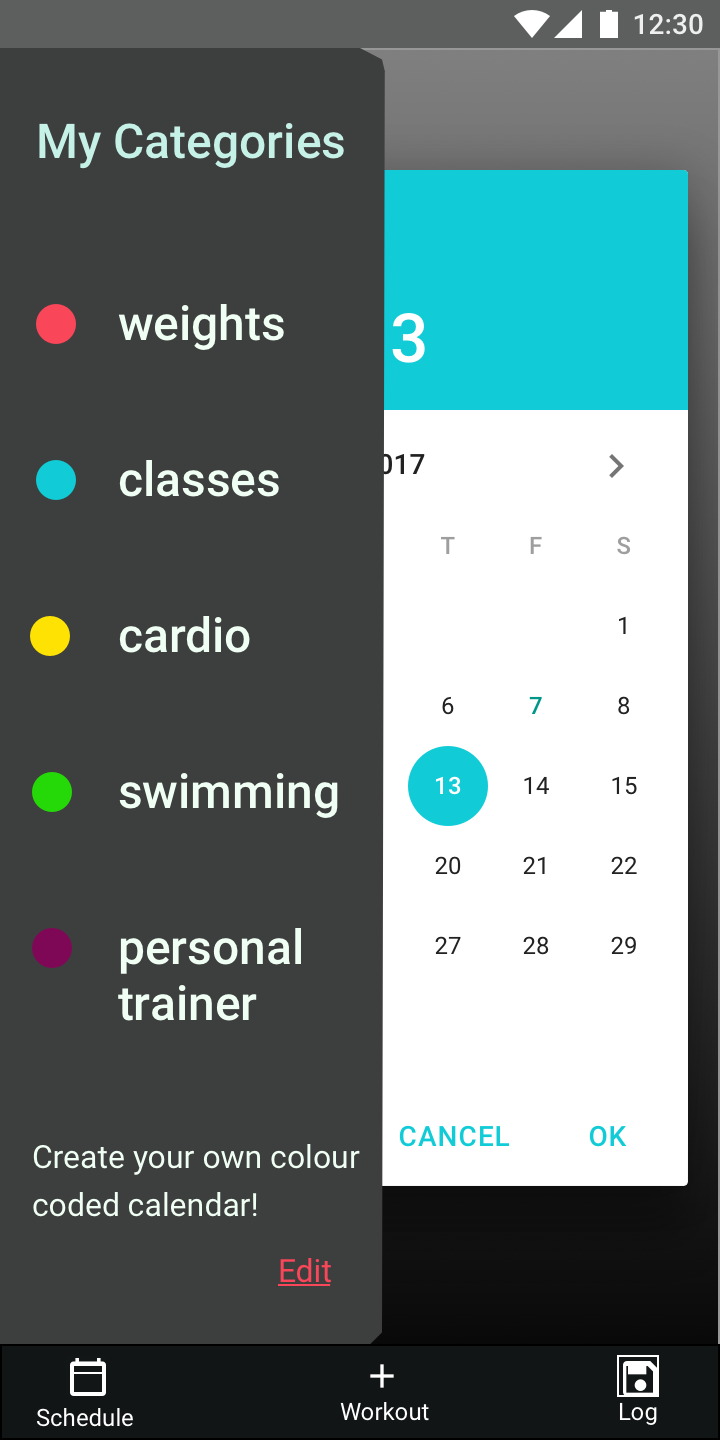 12:30
My Categories
weights
classes
cardio
swimming
personal
trainer
Create your own colour
coded calendar!
Edit
3
017
T F S
1
6 7 8
13 14 15
20 21 22
27 28 29
CANCEL OK
Schedule Workout Log